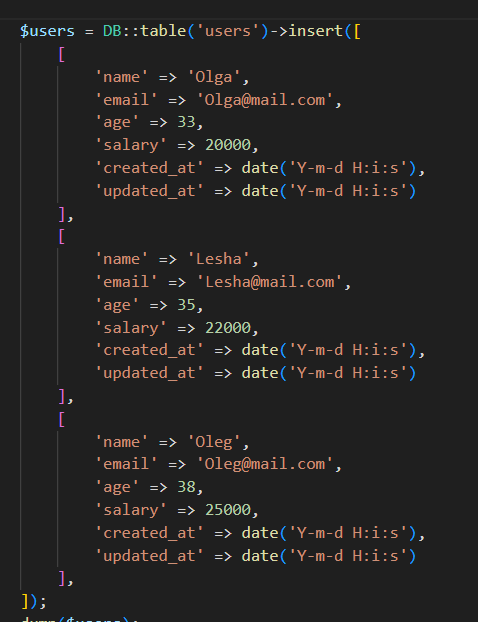 $users = DB::table('users')->insert([
[
'name' => 'Olga',
'email' => 'Olga@mail.com',
'age' => 33,
'salary' => 20000,
'created_at' => date('Y-m-d H:i:s'),
'updated_at' => date('Y-m-d H:i:s')
],
[
'name' => 'Lesha',
'email' => 'Lesha@mail.com',
'age' => 35,
'salary' => 22000,
'created_at' => date('Y-m-d H:i:s'),
'updated_at' => date('Y-m-d H:i:s')
],
[
'name' => 'Oleg',
'email' => 'Oleg@mail.com',
'age' => 38,
'salary' => 25000,
'created_at' => date('Y-m-d H:i:s'),
'updated_at' => date('Y-m-d H:i:s')
],
]);